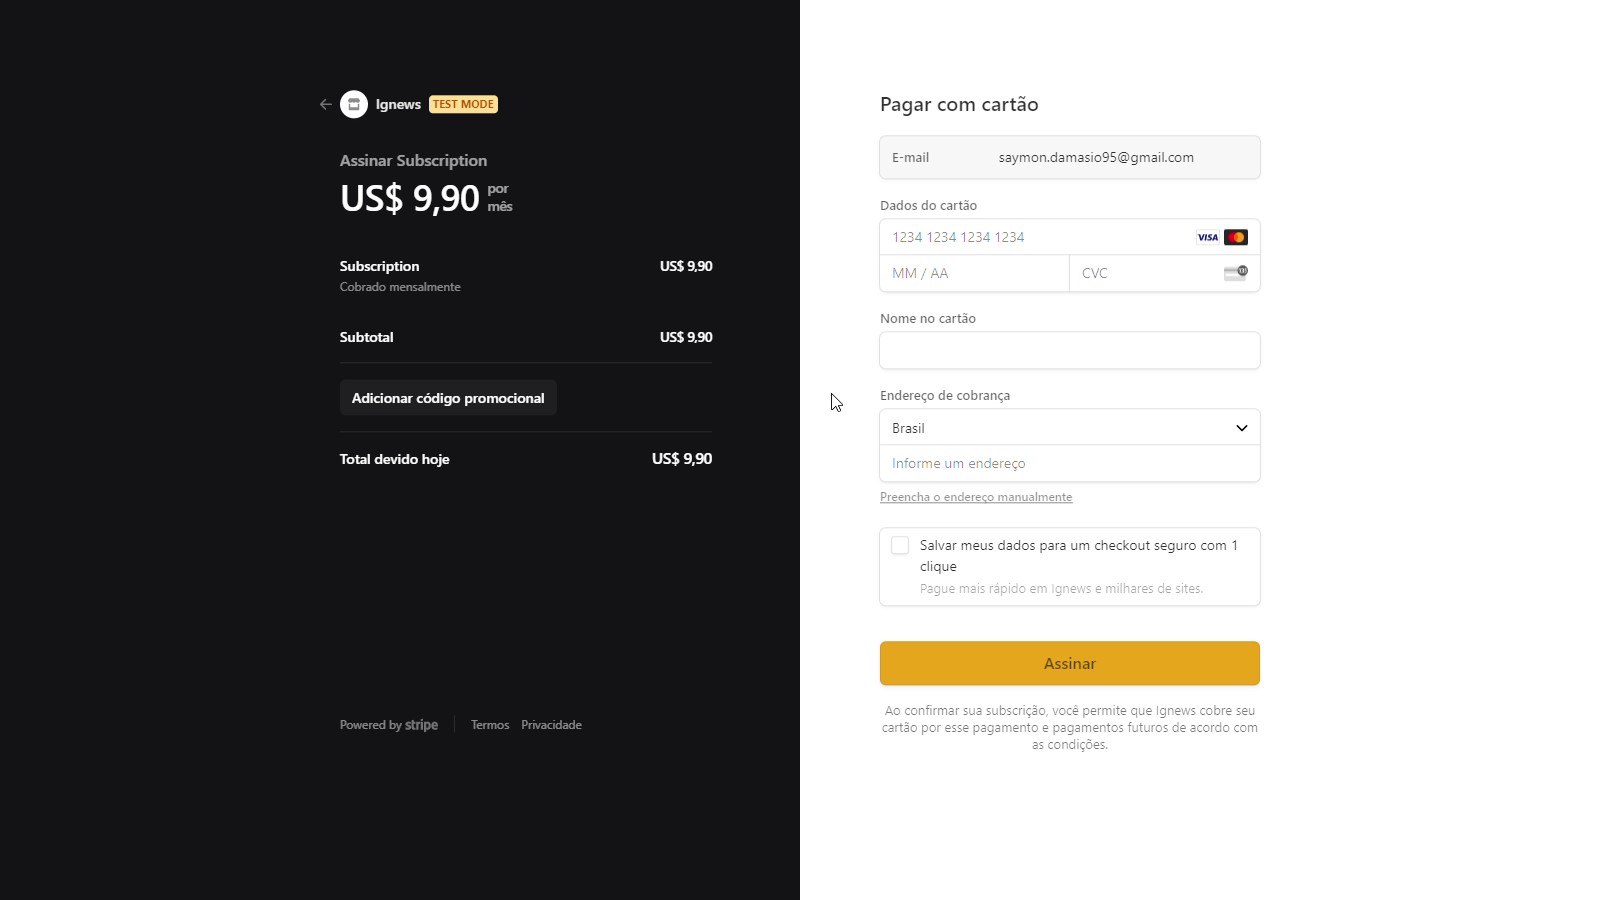 Ignews TEST MODE
Assinar Subscription
US$ 9,90 por
mês
Subscription US$ 9,90
Cobrado mensalmente
Subtotal US$ 9,90
Adicionar código promocional
Total devido hoje US$ 9,90
Powered by stripe Termos Privacidade
Pagar com cartão
E-mail saymon.damasio95@gmail.com
Dados do cartão
1234 1234 1234 1234 VISA
MM / AA CVC
Nome no cartão
Endereço de cobrança
Brasil
Informe um endereço
Preencha o endereço manualmente
Salvar meus dados para um checkout seguro com 1
clique
Pague mais rápido em Ignews e milhares de sites.
Assinar
Ao confirmar sua subscrição, você permite que Ignews cobre seu
cartão por esse pagamento e pagamentos futuros de acordo com
as condições.